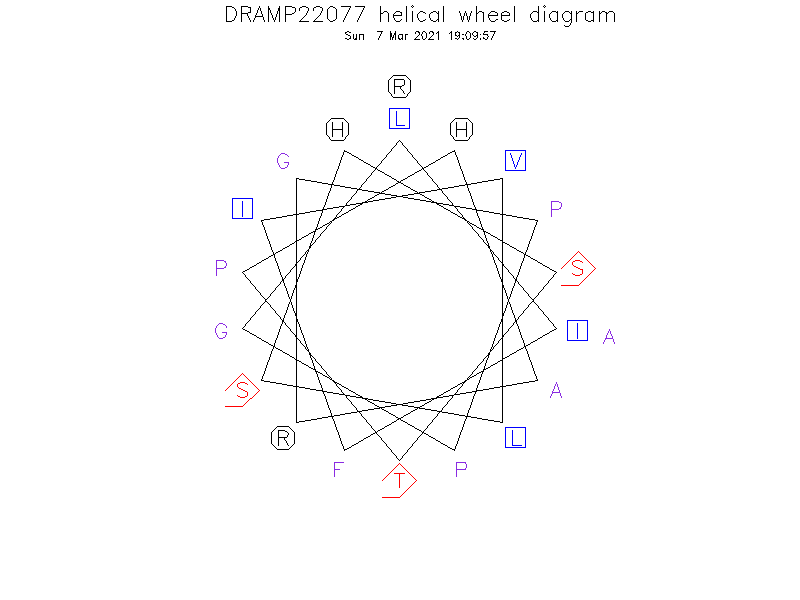 DRAMP22077 helical wheel diagram
Sun 7 Mar 2021 19:09:57
R
L
H H
G V
I P
P S
G I A
S A
R L
F P
T